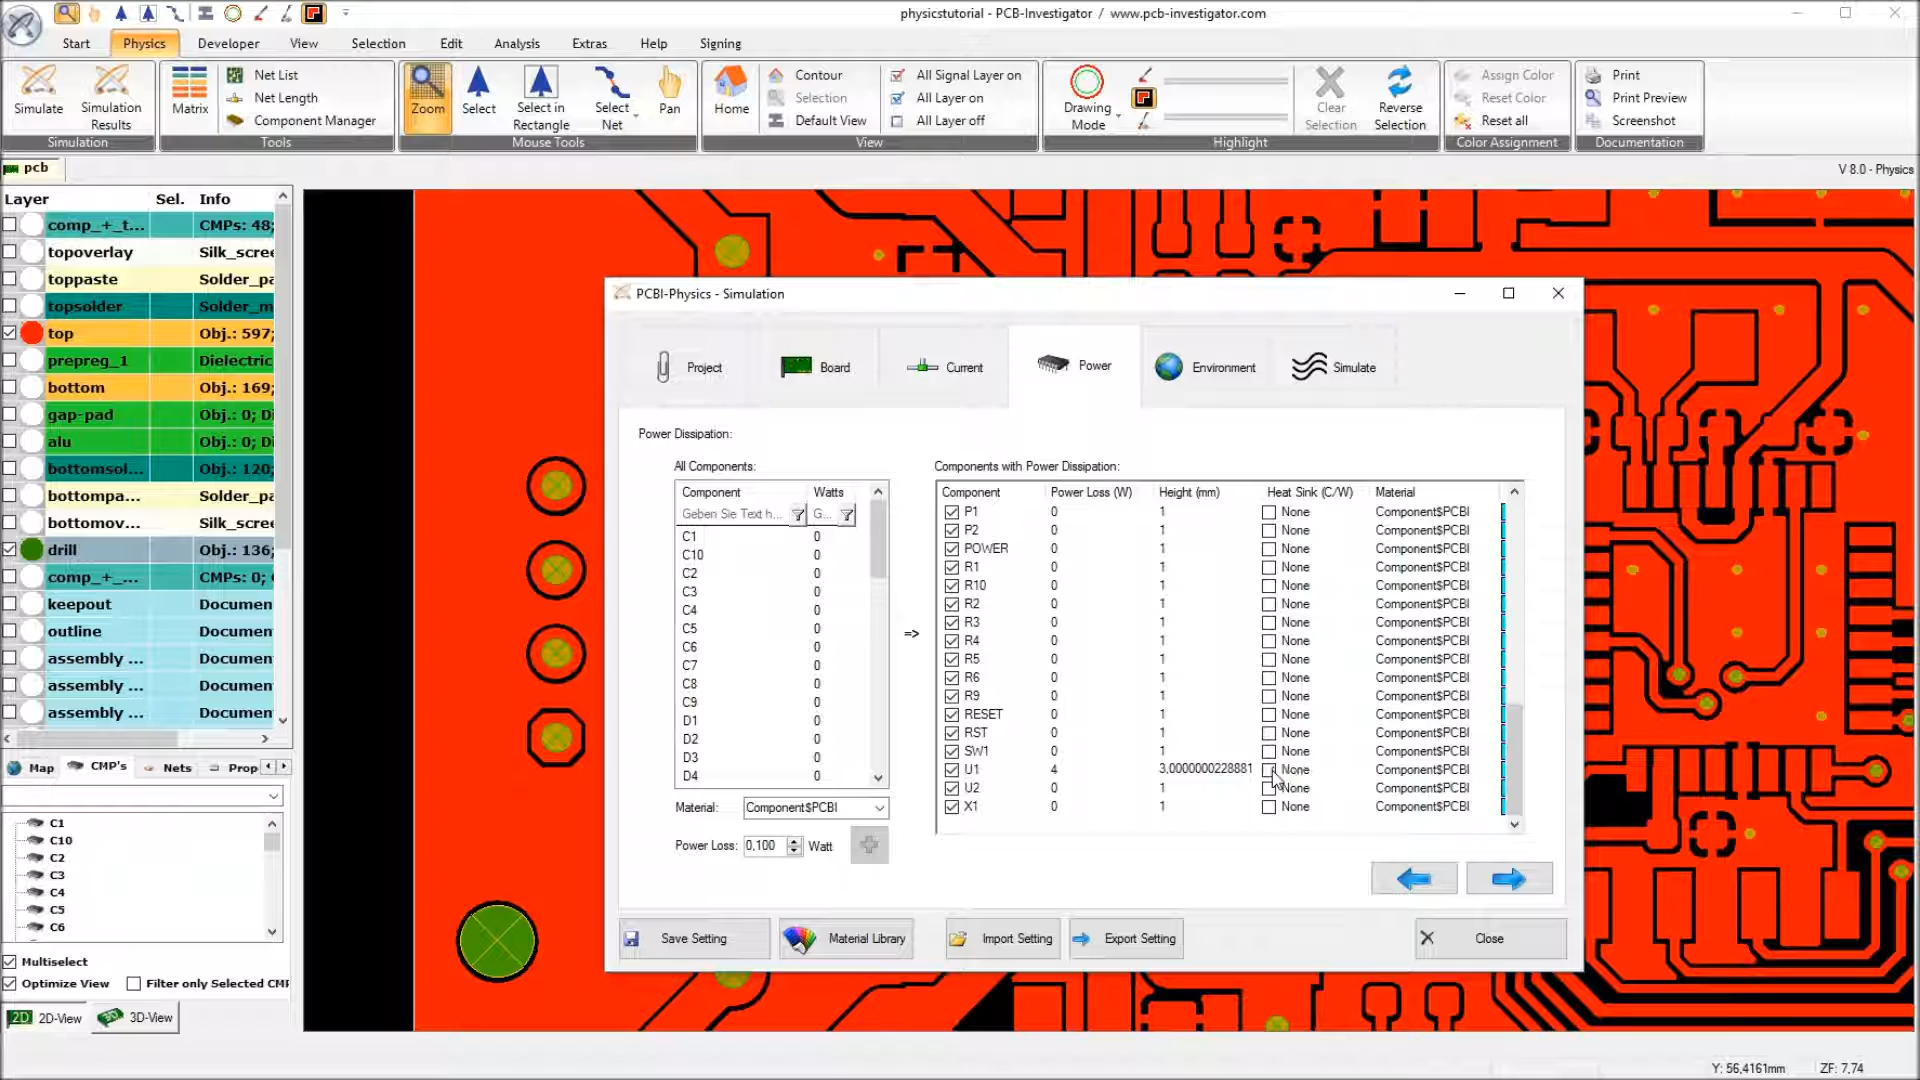 physicstutorial - PCB-Investigator / www.pcb-investigator.com
Start Physics Developer View Selection Edit Analysis Extras Help Signing
Simulate
Simulation Results
Simulation
Matrix
Net List
Net Length
Component Manager
Tools
Zoom
Select
Select in Rectangle
Select Net
Pan
Mouse Tools
Home
Contour
Selection
Default View
All Signal Layer on
All Layer on
All Layer off
View
Drawing Mode
Clear Selection
Reverse Selection
Highlight
Assign Color
Reset Color
Reset all
Color Assignment
Print
Print Preview
Screenshot
Documentation
pcb
V 8.0 - Physics
Layer Sel. Info
comp_+_t... CMPs: 48;
topoverlay Silk_scree
toppaste Solder_pa
topsolder Solder_m
top Obj.: 597;
prepreg_1 Dielectric
bottom Obj.: 169;
gap-pad Obj.: 0; Di
alu Obj.: 0; Di
bottomsol... Obj.: 120;
bottompa... Solder_pa
bottomov... Silk_scree
drill Obj.: 136;
comp_+_... CMPs: 0;
keepout Documen
outline Documen
assembly ... Documen
assembly ... Documen
assembly ... Documen
Map CMP's Nets Prop
C1
C10
C2
C3
C4
C5
C6
Multiselect
Optimize View Filter only Selected CMP
2D 2D-View 3D-View
PCBI-Physics - Simulation
Project Board Current Power Environment Simulate
Power Dissipation:
All Components:
Component Watts
Geben Sie Text h... G...
C1 0
C10 0
C2 0
C3 0
C4 0
C5 0
C6 0
C7 0
C8 0
C9 0
D1 0
D2 0
D3 0
D4 0
Material: Component$PCBI
Power Loss: 0,100 Watt
=>
Components with Power Dissipation:
Component Power Loss (W) Height (mm) Heat Sink (C/W) Material
P1 0 1 None Component$PCBI
P2 0 1 None Component$PCBI
POWER 0 1 None Component$PCBI
R1 0 1 None Component$PCBI
R10 0 1 None Component$PCBI
R2 0 1 None Component$PCBI
R3 0 1 None Component$PCBI
R4 0 1 None Component$PCBI
R5 0 1 None Component$PCBI
R6 0 1 None Component$PCBI
R9 0 1 None Component$PCBI
RESET 0 1 None Component$PCBI
RST 0 1 None Component$PCBI
SW1 0 1 None Component$PCBI
U1 4 3,0000000228881 None Component$PCBI
U2 0 1 None Component$PCBI
X1 0 1 None Component$PCBI
Save Setting Material Library Import Setting Export Setting Close
Y: 56,4161mm ZF: 7,74